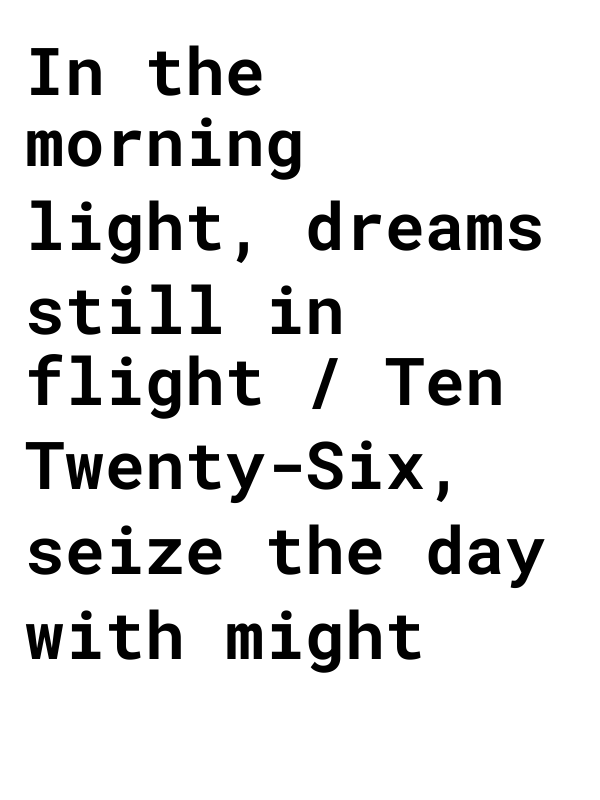 In the
morning
light, dreams
still in
flight / Ten
Twenty-Six,
seize the day
with might